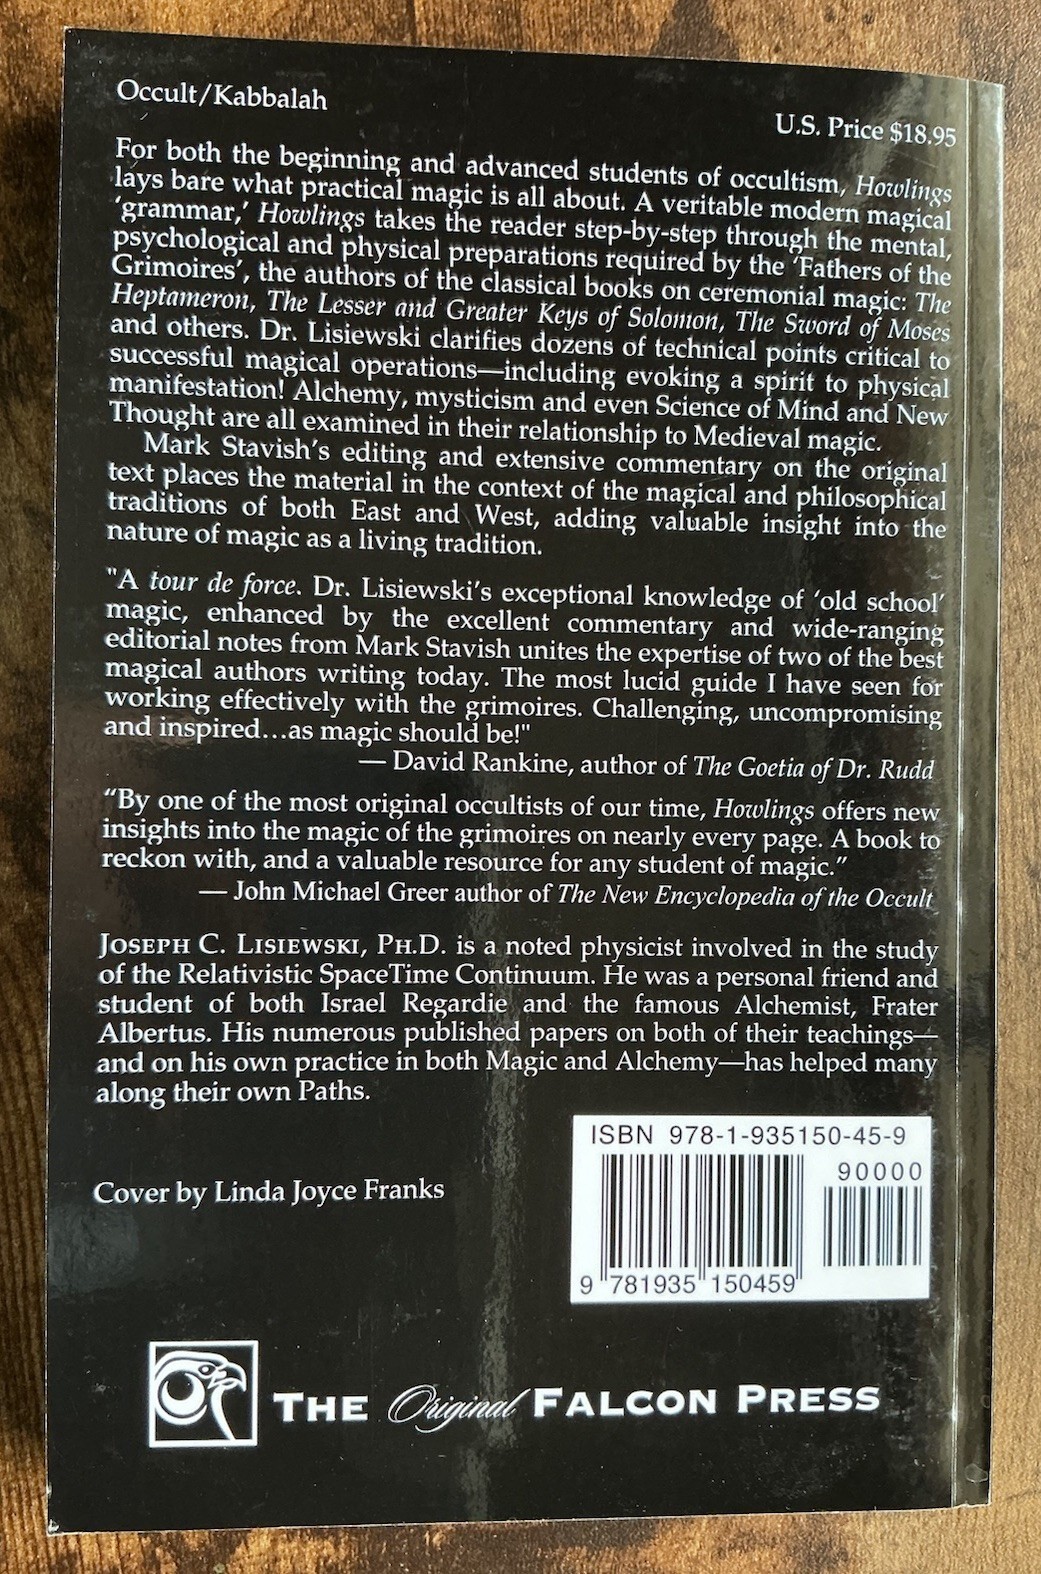 Occult/Kabbalah
U.S. Price $18.95
For both the beginning and advanced students of occultism, Howlings
lays bare what practical magic is all about. A veritable modern magical
‘grammar,’ Howlings takes the reader step-by-step through the mental,
psychological and physical preparations required by the ‘Fathers of the
Grimoires’, the authors of the classical books on ceremonial magic: The
Heptameron, The Lesser and Greater Keys of Solomon, The Sword of Moses
and others. Dr. Lisiewski clarifies dozens of technical points critical to
successful magical operations—including evoking a spirit to physical
manifestation! Alchemy, mysticism and even Science of Mind and New
Thought are all examined in their relationship to Medieval magic.
Mark Stavish’s editing and extensive commentary on the original
text places the material in the context of the magical and philosophical
traditions of both East and West, adding valuable insight into the
nature of magic as a living tradition.
"A tour de force. Dr. Lisiewski’s exceptional knowledge of ‘old school’
magic, enhanced by the excellent commentary and wide-ranging
editorial notes from Mark Stavish unites the expertise of two of the best
magical authors writing today. The most lucid guide I have seen for
working effectively with the grimoires. Challenging, uncompromising
and inspired…as magic should be!"
— David Rankine, author of The Goetia of Dr. Rudd
“By one of the most original occultists of our time, Howlings offers new
insights into the magic of the grimoires on nearly every page. A book to
reckon with, and a valuable resource for any student of magic.”
— John Michael Greer author of The New Encyclopedia of the Occult
JOSEPH C. LISIEWSKI, PH.D. is a noted physicist involved in the study
of the Relativistic SpaceTime Continuum. He was a personal friend and
student of both Israel Regardie and the famous Alchemist, Frater
Albertus. His numerous published papers on both of their teachings—
and on his own practice in both Magic and Alchemy—has helped many
along their own Paths.
ISBN 978-1-935150-45-9
90000
Cover by Linda Joyce Franks
9 781935 150459
THE Original FALCON PRESS